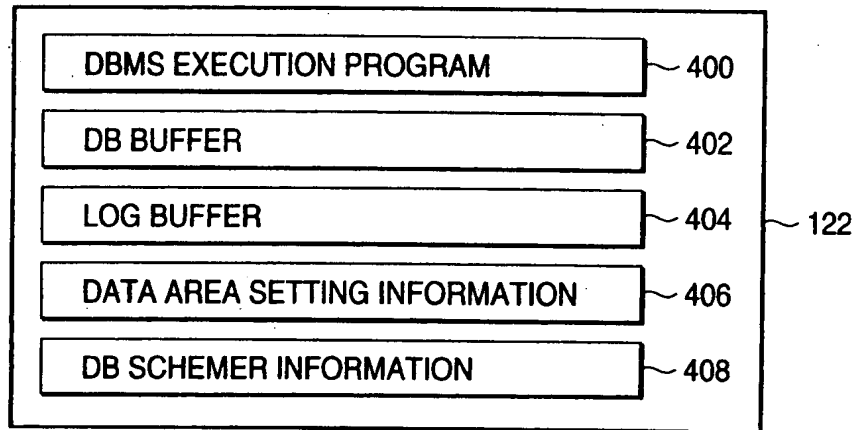 DBMS EXECUTION PROGRAM 400
DB BUFFER 402
LOG BUFFER 404
122
DATA AREA SETTING INFORMATION 406
DB SCHEMER INFORMATION 408